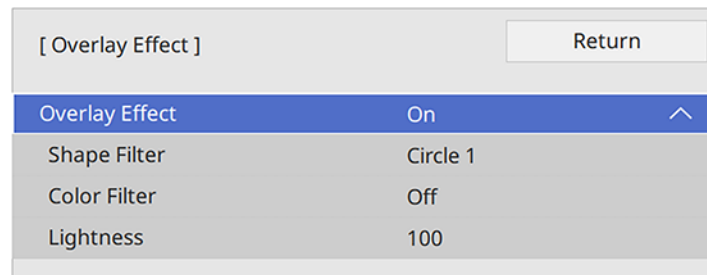 [ Overlay Effect ] Return
Overlay Effect On
Shape Filter Circle 1
Color Filter Off
Lightness 100